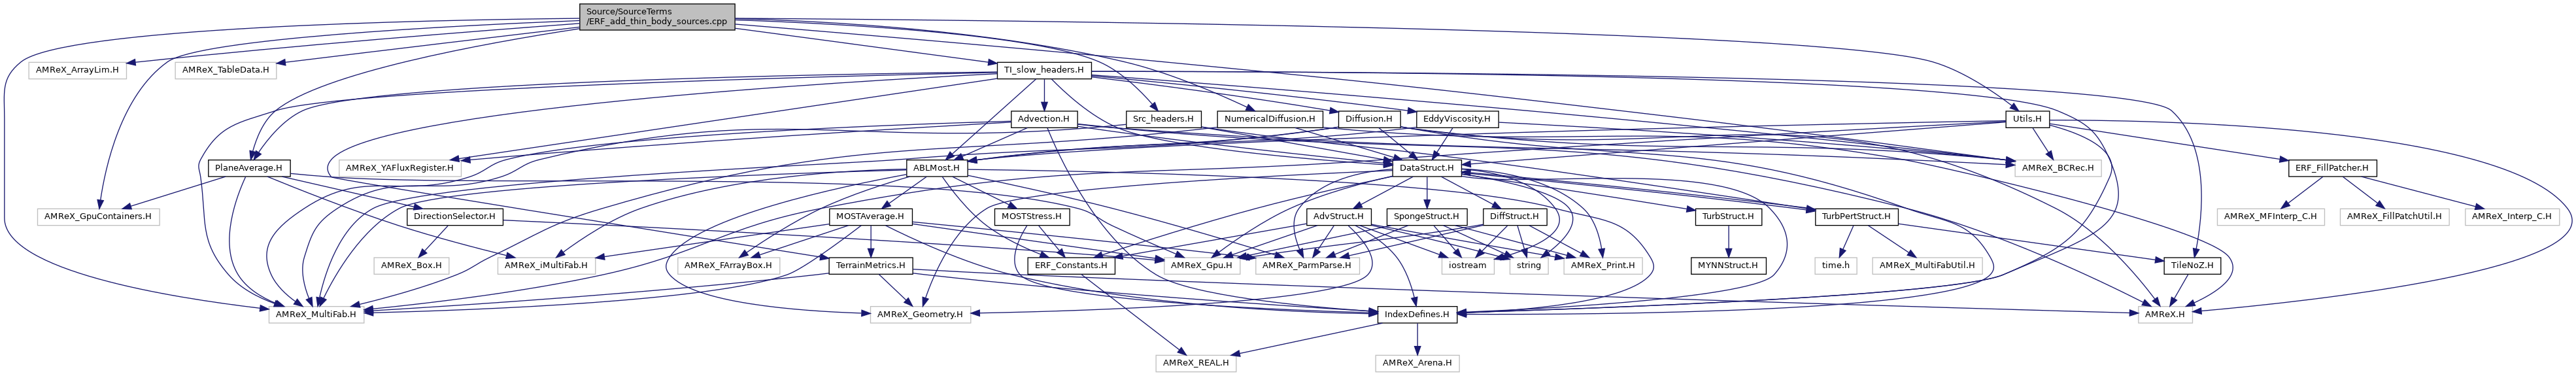 Source/SourceTerms
/ERF_add_thin_body_sources.cpp
AMReX_ArrayLim.H
AMReX_TableData.H
TI_slow_headers.H
Advection.H
Src_headers.H
NumericalDiffusion.H
Diffusion.H
EddyViscosity.H
Utils.H
PlaneAverage.H
AMReX_YAFluxRegister.H
ABLMost.H
DataStruct.H
AMReX_BCRec.H
ERF_FillPatcher.H
AMReX_GpuContainers.H
DirectionSelector.H
MOSTAverage.H
MOSTStress.H
AdvStruct.H
SpongeStruct.H
DiffStruct.H
TurbStruct.H
TurbPertStruct.H
AMReX_MFInterp_C.H
AMReX_FillPatchUtil.H
AMReX_Interp_C.H
AMReX_Box.H
AMReX_iMultiFab.H
AMReX_FArrayBox.H
TerrainMetrics.H
ERF_Constants.H
AMReX_Gpu.H
AMReX_ParmParse.H
iostream
string
AMReX_Print.H
MYNNStruct.H
time.h
AMReX_MultiFabUtil.H
TileNoZ.H
AMReX_MultiFab.H
AMReX_Geometry.H
IndexDefines.H
AMReX.H
AMReX_REAL.H
AMReX_Arena.H